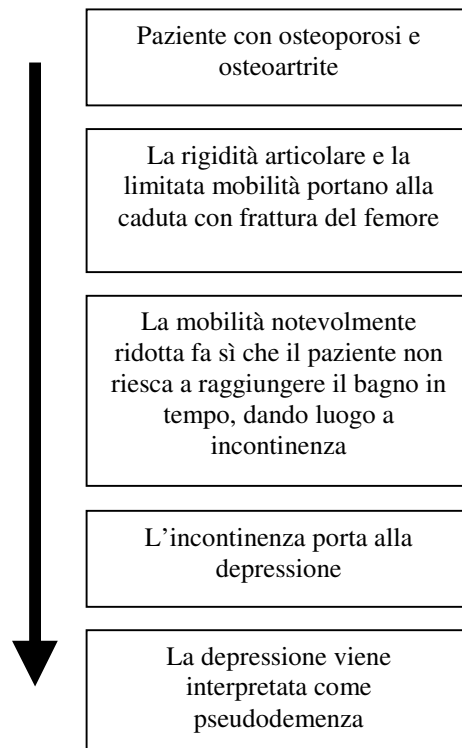 Paziente con osteoporosi e
osteoartrite
La rigidità articolare e la
limitata mobilità portano alla
caduta con frattura del femore
La mobilità notevolmente
ridotta fa sì che il paziente non
riesca a raggiungere il bagno in
tempo, dando luogo a
incontinenza
L’incontinenza porta alla
depressione
La depressione viene
interpretata come
pseudodemenza